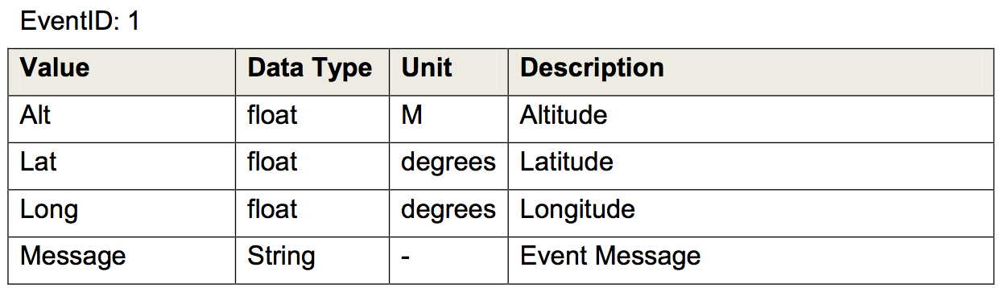 EventID: 1
Value Data Type Unit Description
Alt float M Altitude
Lat float degrees Latitude
Long float degrees Longitude
Message String - Event Message